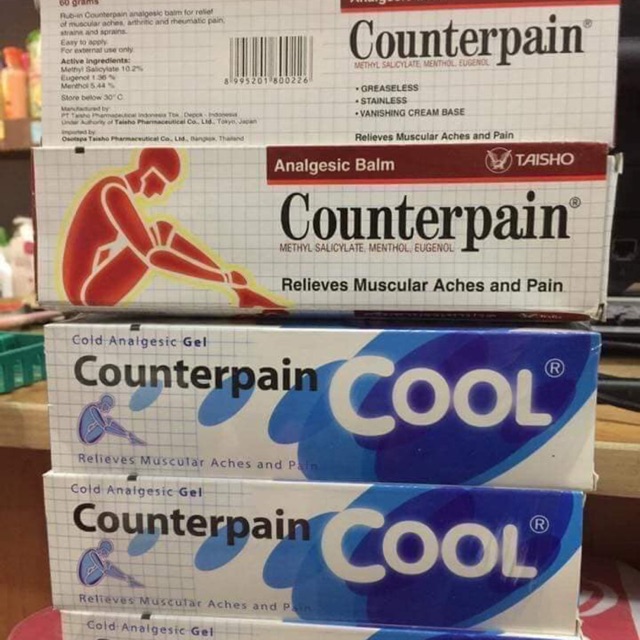 60 grams
Rub-in Counterpain analgesic balm for relief
of muscular aches, arthritic and rheumatic pain,
strains and sprains.
Easy to apply.
For external use only.
Active ingredients:
Methyl Salicylate 10.2%
Eugenol 1.36 %
Menthol 5.44 %
Store below 30° C
Manufactured by
PT Taisho Pharmaceutical Indonesia Tbk., Depok - Indonesia
Under Authority of Taisho Pharmaceutical Co., Ltd., Tokyo, Japan
Imported by
Osotspa Taisho Pharmaceutical Co., Ltd., Bangkok, Thailand
8 995201 800226
Counterpain®
METHYL SALICYLATE, MENTHOL, EUGENOL
• GREASELESS
• STAINLESS
• VANISHING CREAM BASE
Relieves Muscular Aches and Pain
Analgesic Balm
TAISHO
Counterpain®
METHYL SALICYLATE, MENTHOL, EUGENOL
Relieves Muscular Aches and Pain
Cold Analgesic Gel
Counterpain COOL®
Relieves Muscular Aches and Pain
Cold Analgesic Gel
Counterpain COOL®
Relieves Muscular Aches and Pain
Cold Analgesic Gel